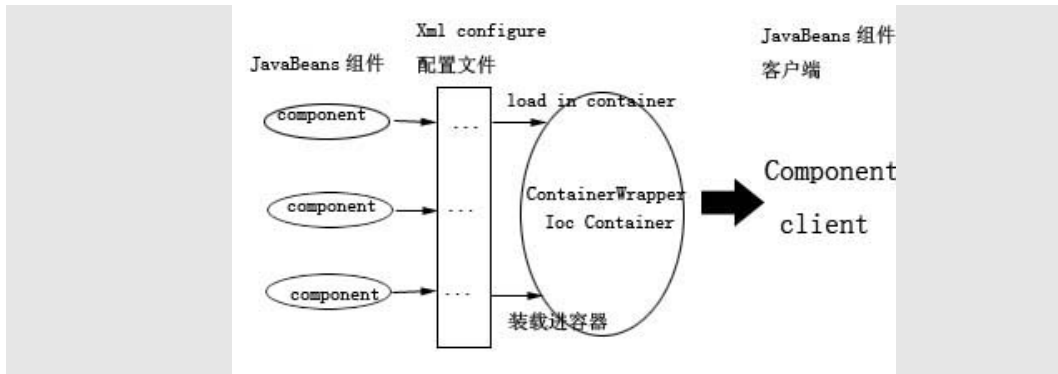 Xml configure
配置文件
JavaBeans 组件
JavaBeans 组件
客户端
load in container
component
...
component
...
component
...
ContainerWrapper
Ioc Container
装载进容器
Component
client